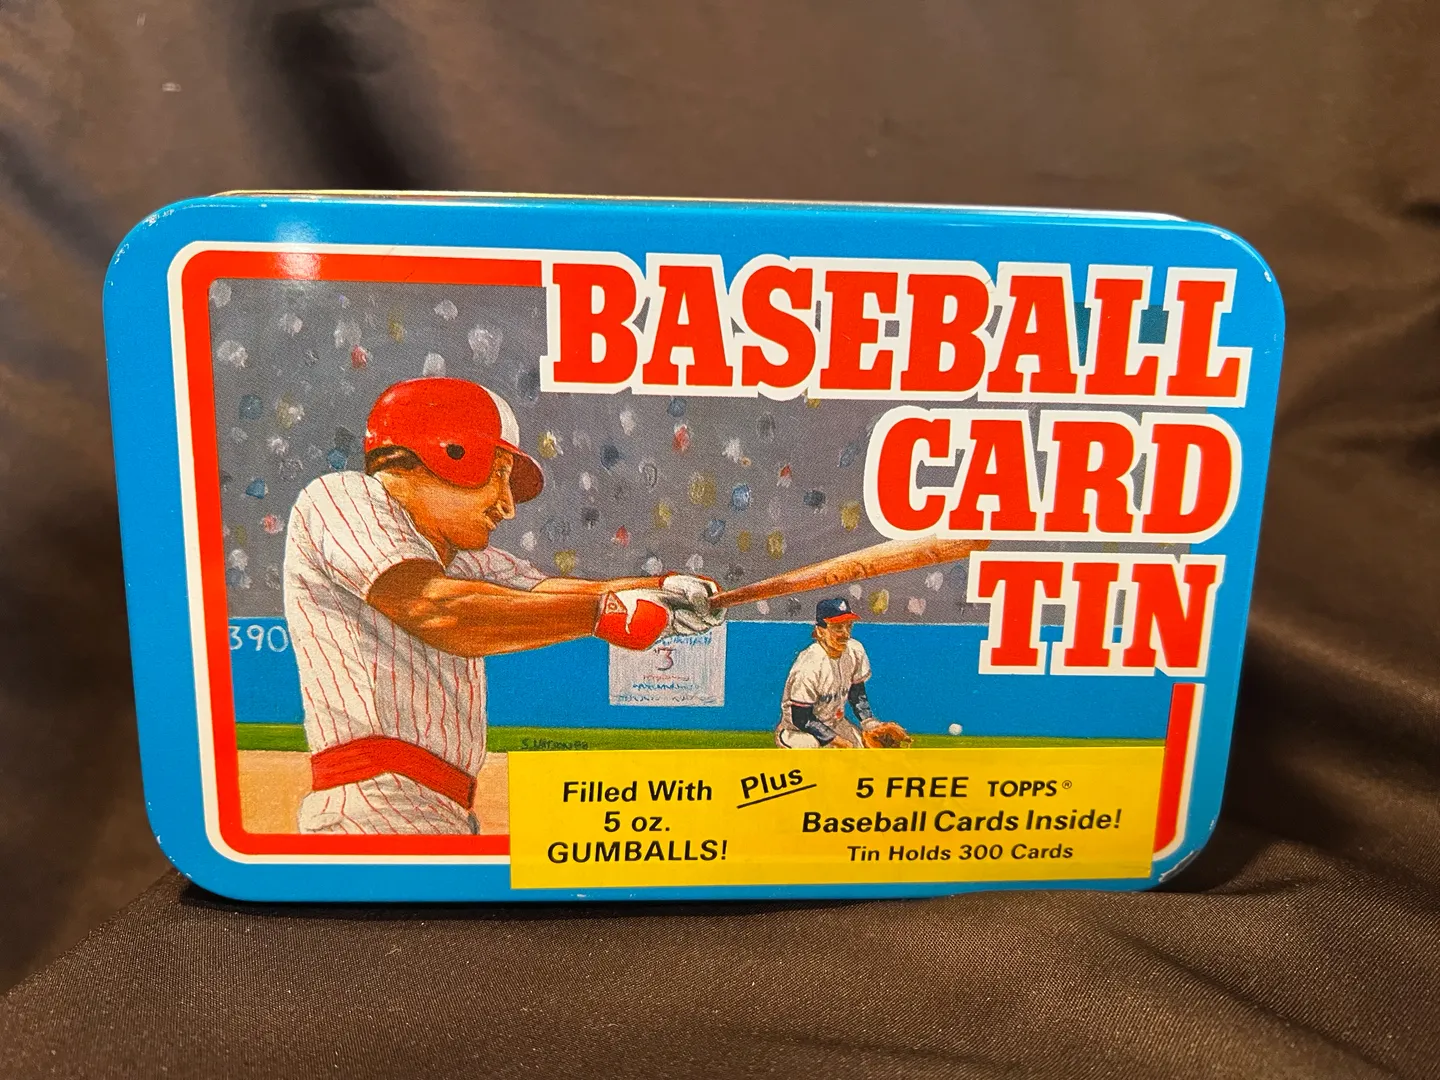 BASEBALL
CARD
TIN
390
3
Filled With
5 oz.
GUMBALLS!
Plus
5 FREE TOPPS®
Baseball Cards Inside!
Tin Holds 300 Cards